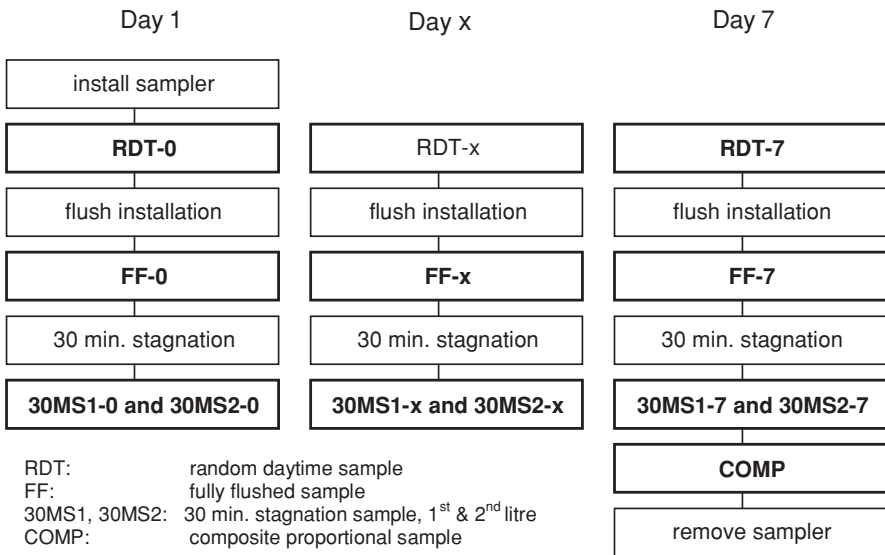 Day 1 Day x Day 7
install sampler
RDT-0 RDT-x RDT-7
flush installation flush installation flush installation
FF-0 FF-x FF-7
30 min. stagnation 30 min. stagnation 30 min. stagnation
30MS1-0 and 30MS2-0 30MS1-x and 30MS2-x 30MS1-7 and 30MS2-7
COMP
remove sampler
RDT: random daytime sample
FF: fully flushed sample
30MS1, 30MS2: 30 min. stagnation sample, 1st & 2nd litre
COMP: composite proportional sample